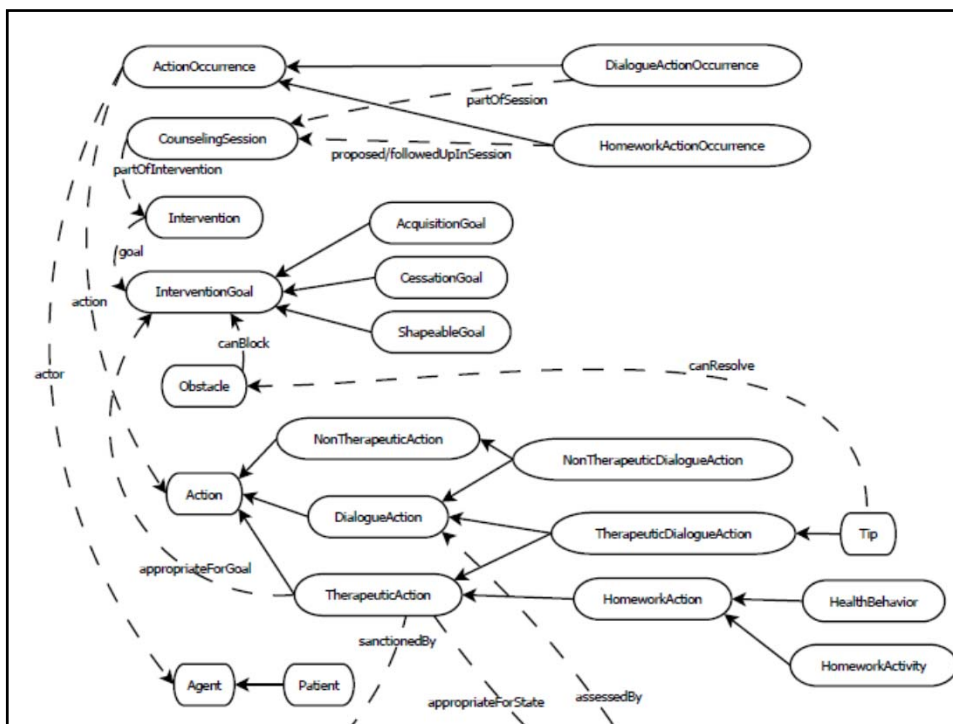 ActionOccurrence
DialogueActionOccurrence
partOfSession
CounselingSession
proposed/followedUpInSession
HomeworkActionOccurrence
partOfIntervention
Intervention
AcquisitionGoal
goal
InterventionGoal
CessationGoal
action
ShapeableGoal
canBlock
actor
Obstacle
canResolve
NonTherapeuticAction
NonTherapeuticDialogueAction
Action
DialogueAction
TherapeuticDialogueAction
Tip
appropriateForGoal
TherapeuticAction
HomeworkAction
HealthBehavior
sanctionedBy
HomeworkActivity
Agent
Patient
appropriateForState
assessedBy